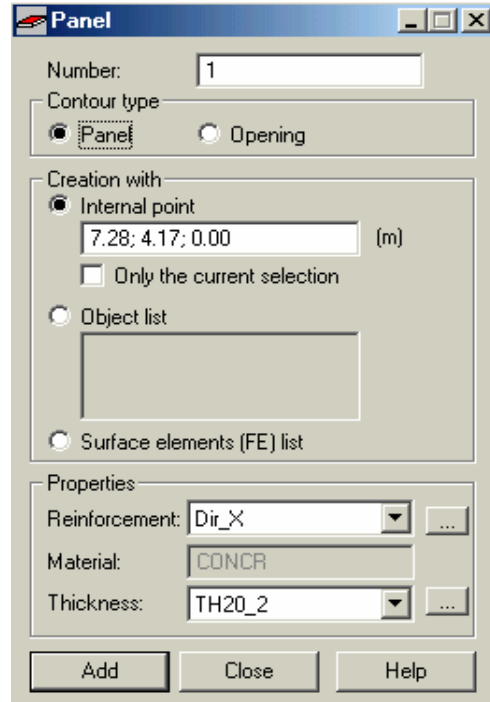 Panel
Number: 1
Contour type
Panel Opening
Creation with
Internal point
7.28; 4.17; 0.00 (m)
Only the current selection
Object list
Surface elements (FE) list
Properties
Reinforcement: Dir_X ...
Material: CONCR
Thickness: TH20_2 ...
Add Close Help